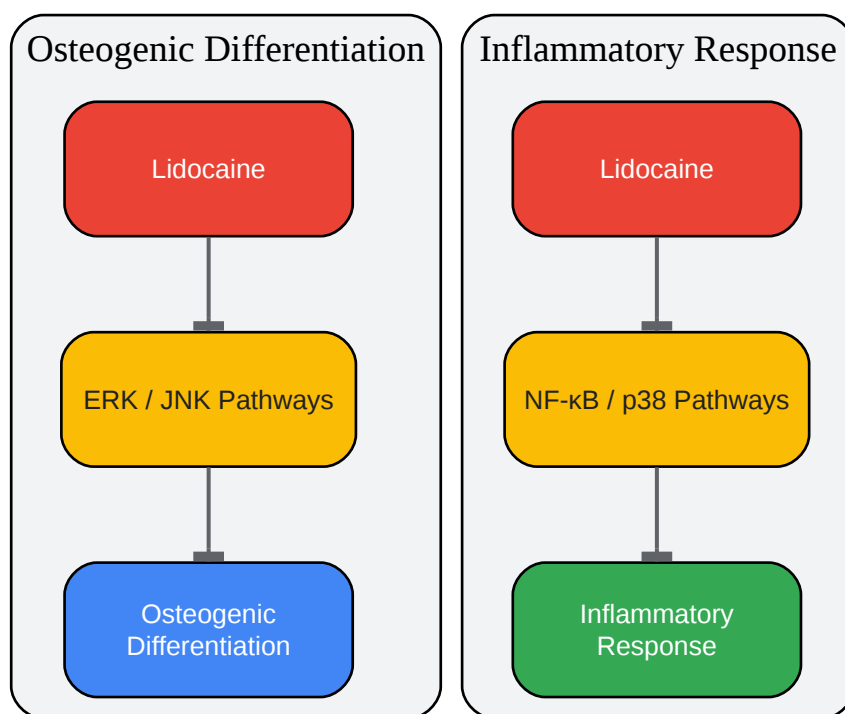 Osteogenic Differentiation
Lidocaine
ERK / JNK Pathways
Osteogenic
Differentiation
Inflammatory Response
Lidocaine
NF-κB / p38 Pathways
Inflammatory
Response